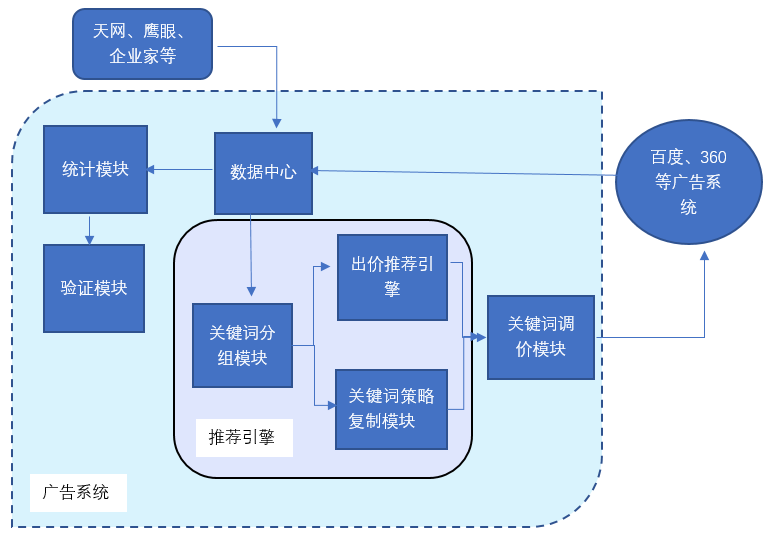 天网、鹰眼、
企业家等
统计模块
数据中心
百度、360
等广告系
统
验证模块
出价推荐引
擎
关键词分
组模块
关键词调
价模块
关键词策略
复制模块
推荐引擎
广告系统